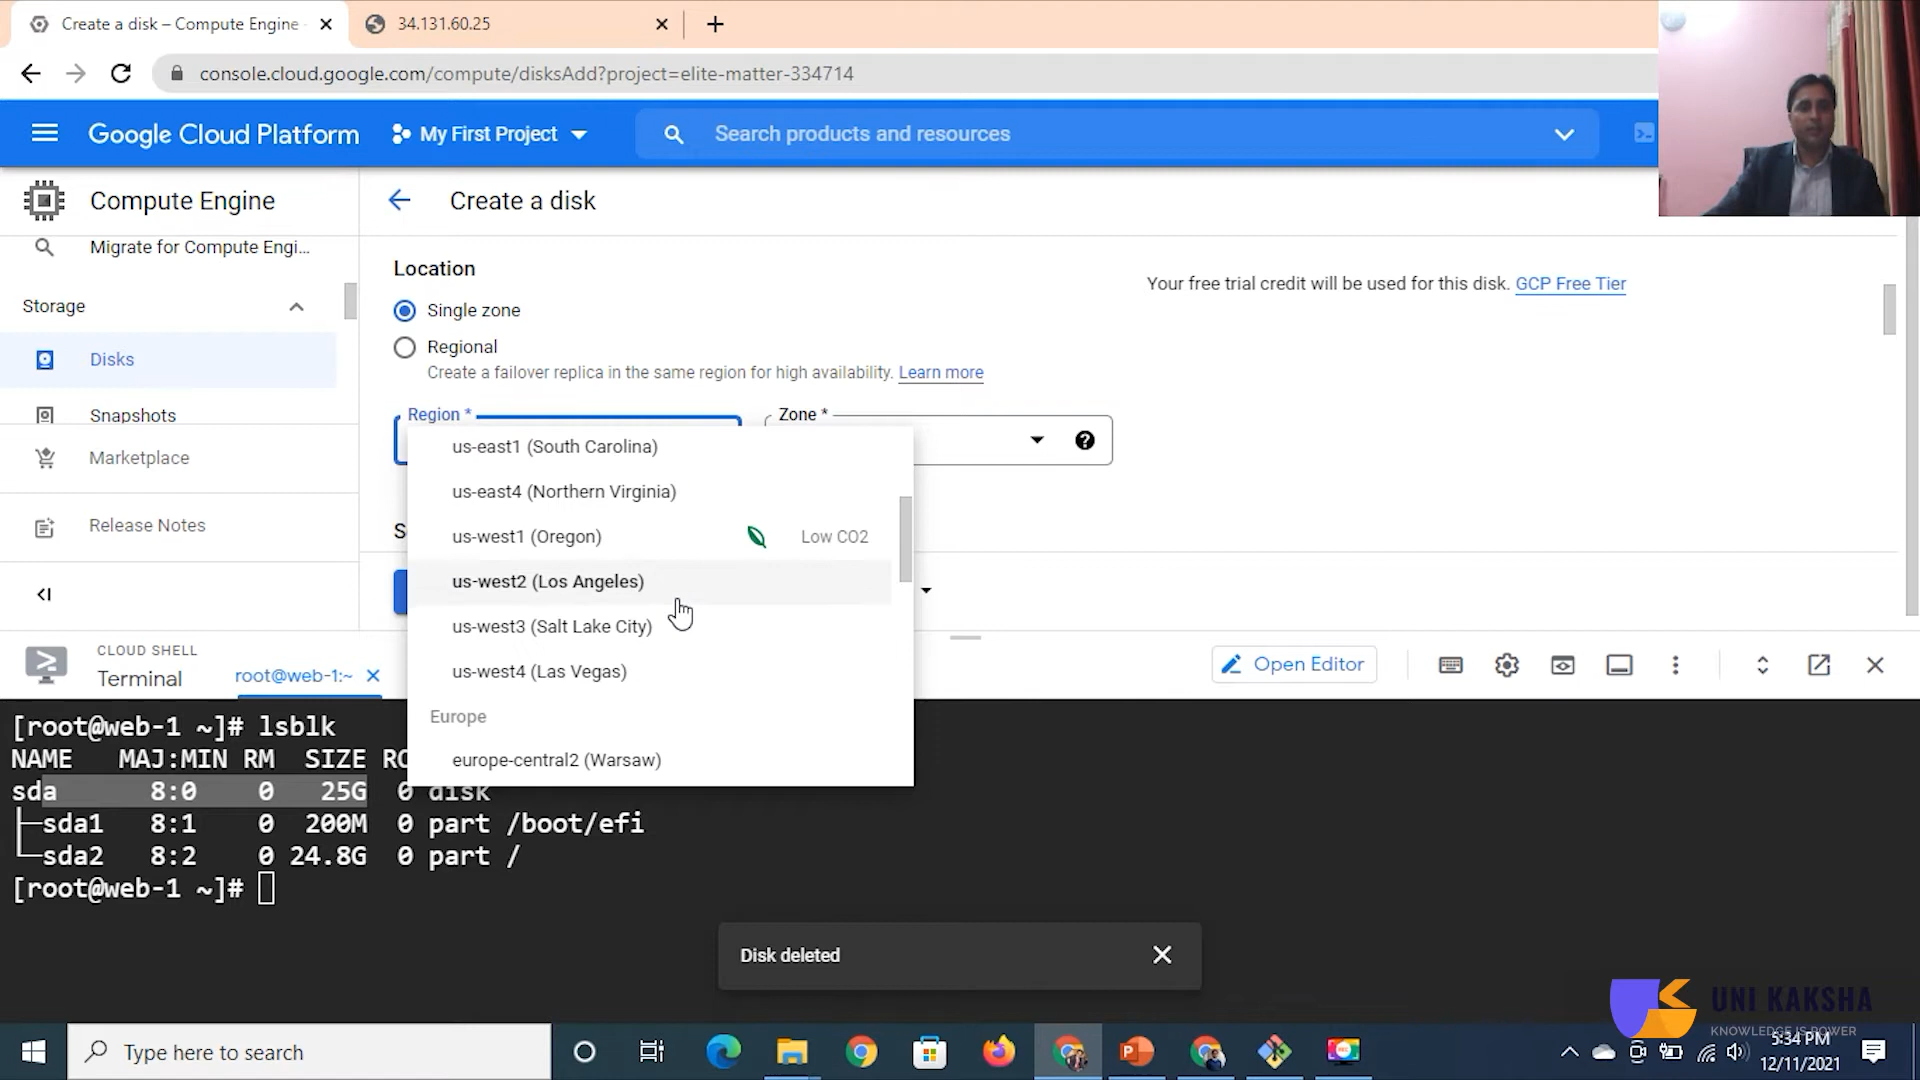 Create a disk – Compute Engine -
34.131.60.25
console.cloud.google.com/compute/disksAdd?project=elite-matter-334714
Google Cloud Platform
My First Project
Search products and resources
Compute Engine
Create a disk
Migrate for Compute Engi...
Storage
Disks
Snapshots
Marketplace
Release Notes
Location
Single zone
Regional
Create a failover replica in the same region for high availability. Learn more
Your free trial credit will be used for this disk. GCP Free Tier
Region *
Zone *
us-east1 (South Carolina)
us-east4 (Northern Virginia)
us-west1 (Oregon)
Low CO2
us-west2 (Los Angeles)
us-west3 (Salt Lake City)
us-west4 (Las Vegas)
Europe
europe-central2 (Warsaw)
CLOUD SHELL
Terminal
root@web-1:~
Open Editor
[root@web-1 ~]# lsblk
NAME MAJ:MIN RM SIZE RO
sda 8:0 0 25G 0 disk
├─sda1 8:1 0 200M 0 part /boot/efi
└─sda2 8:2 0 24.8G 0 part /
[root@web-1 ~]#
Disk deleted
UNI KAKSHA
KNOWLEDGE IS POWER
Type here to search
5:34 PM
12/11/2021